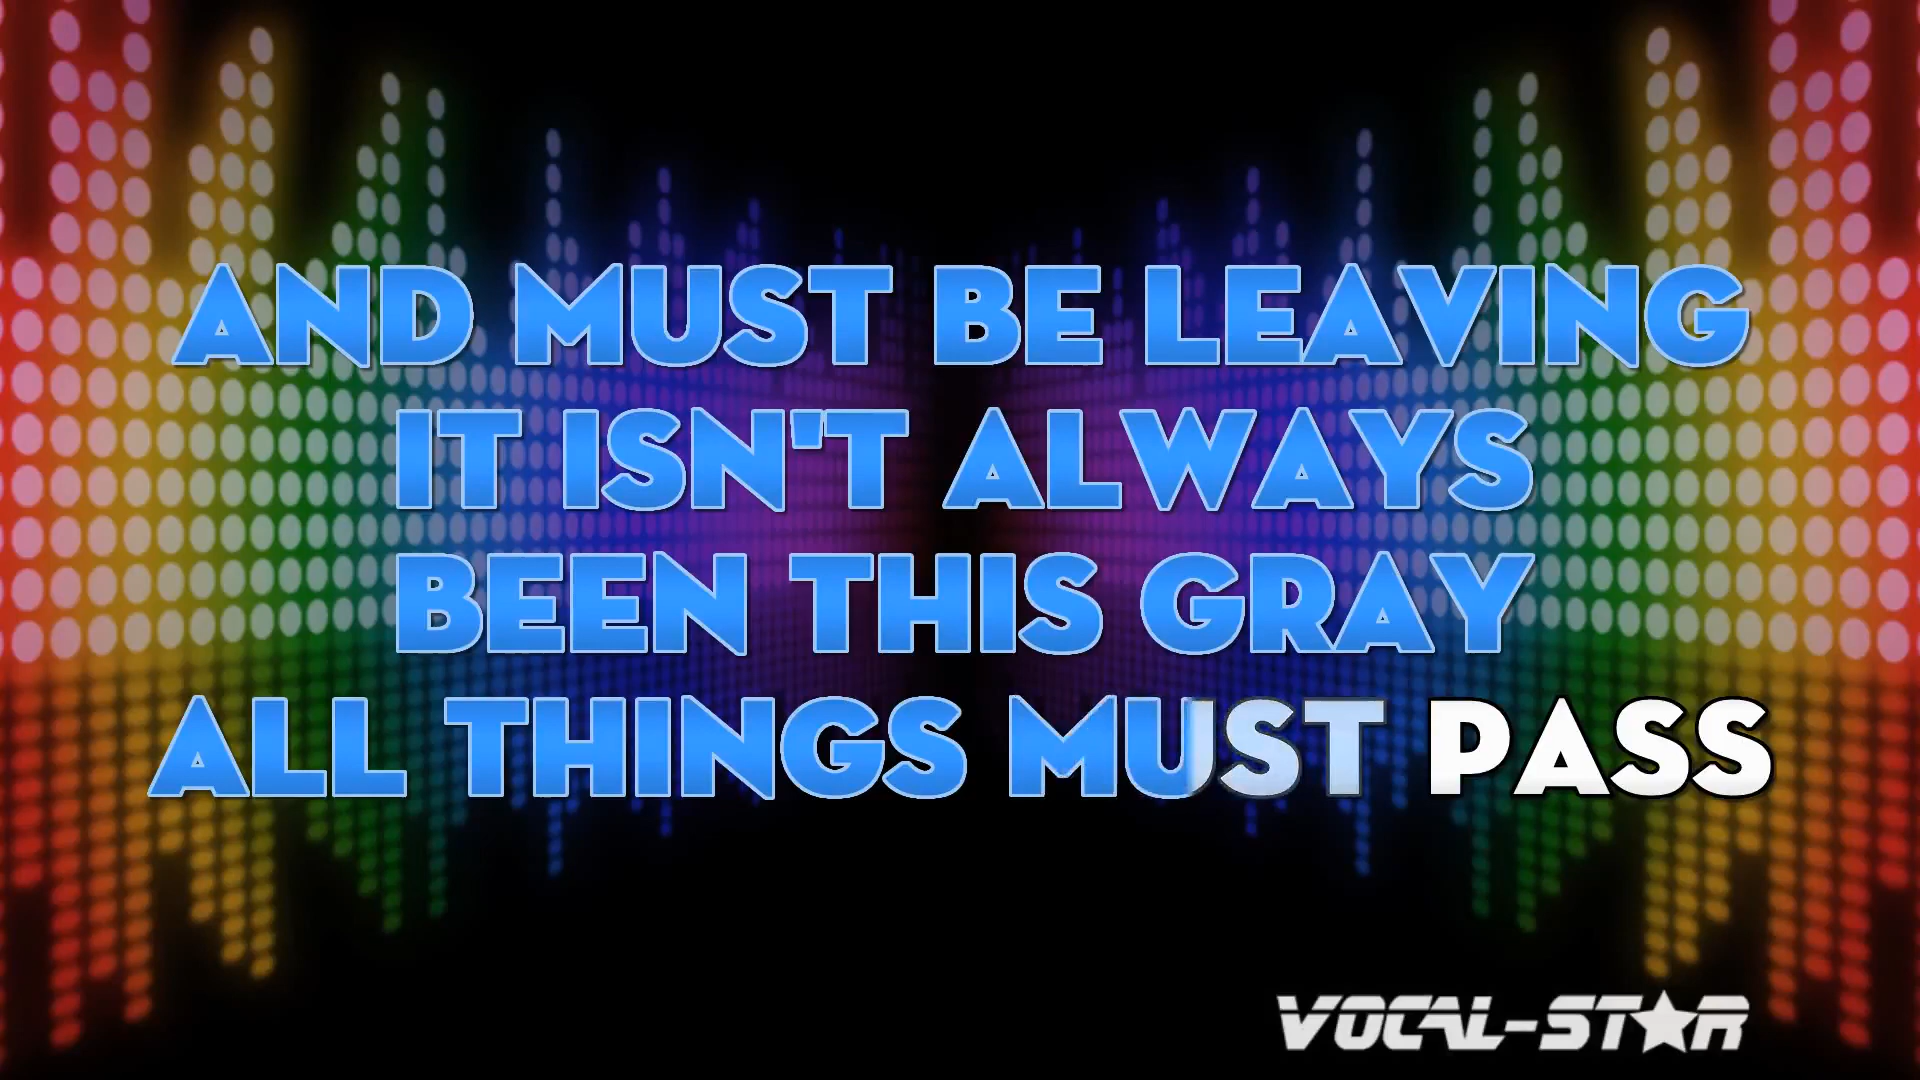 AND MUST BE LEAVING
IT ISN'T ALWAYS
BEEN THIS GRAY
ALL THINGS MUST PASS
VOCAL-STAR